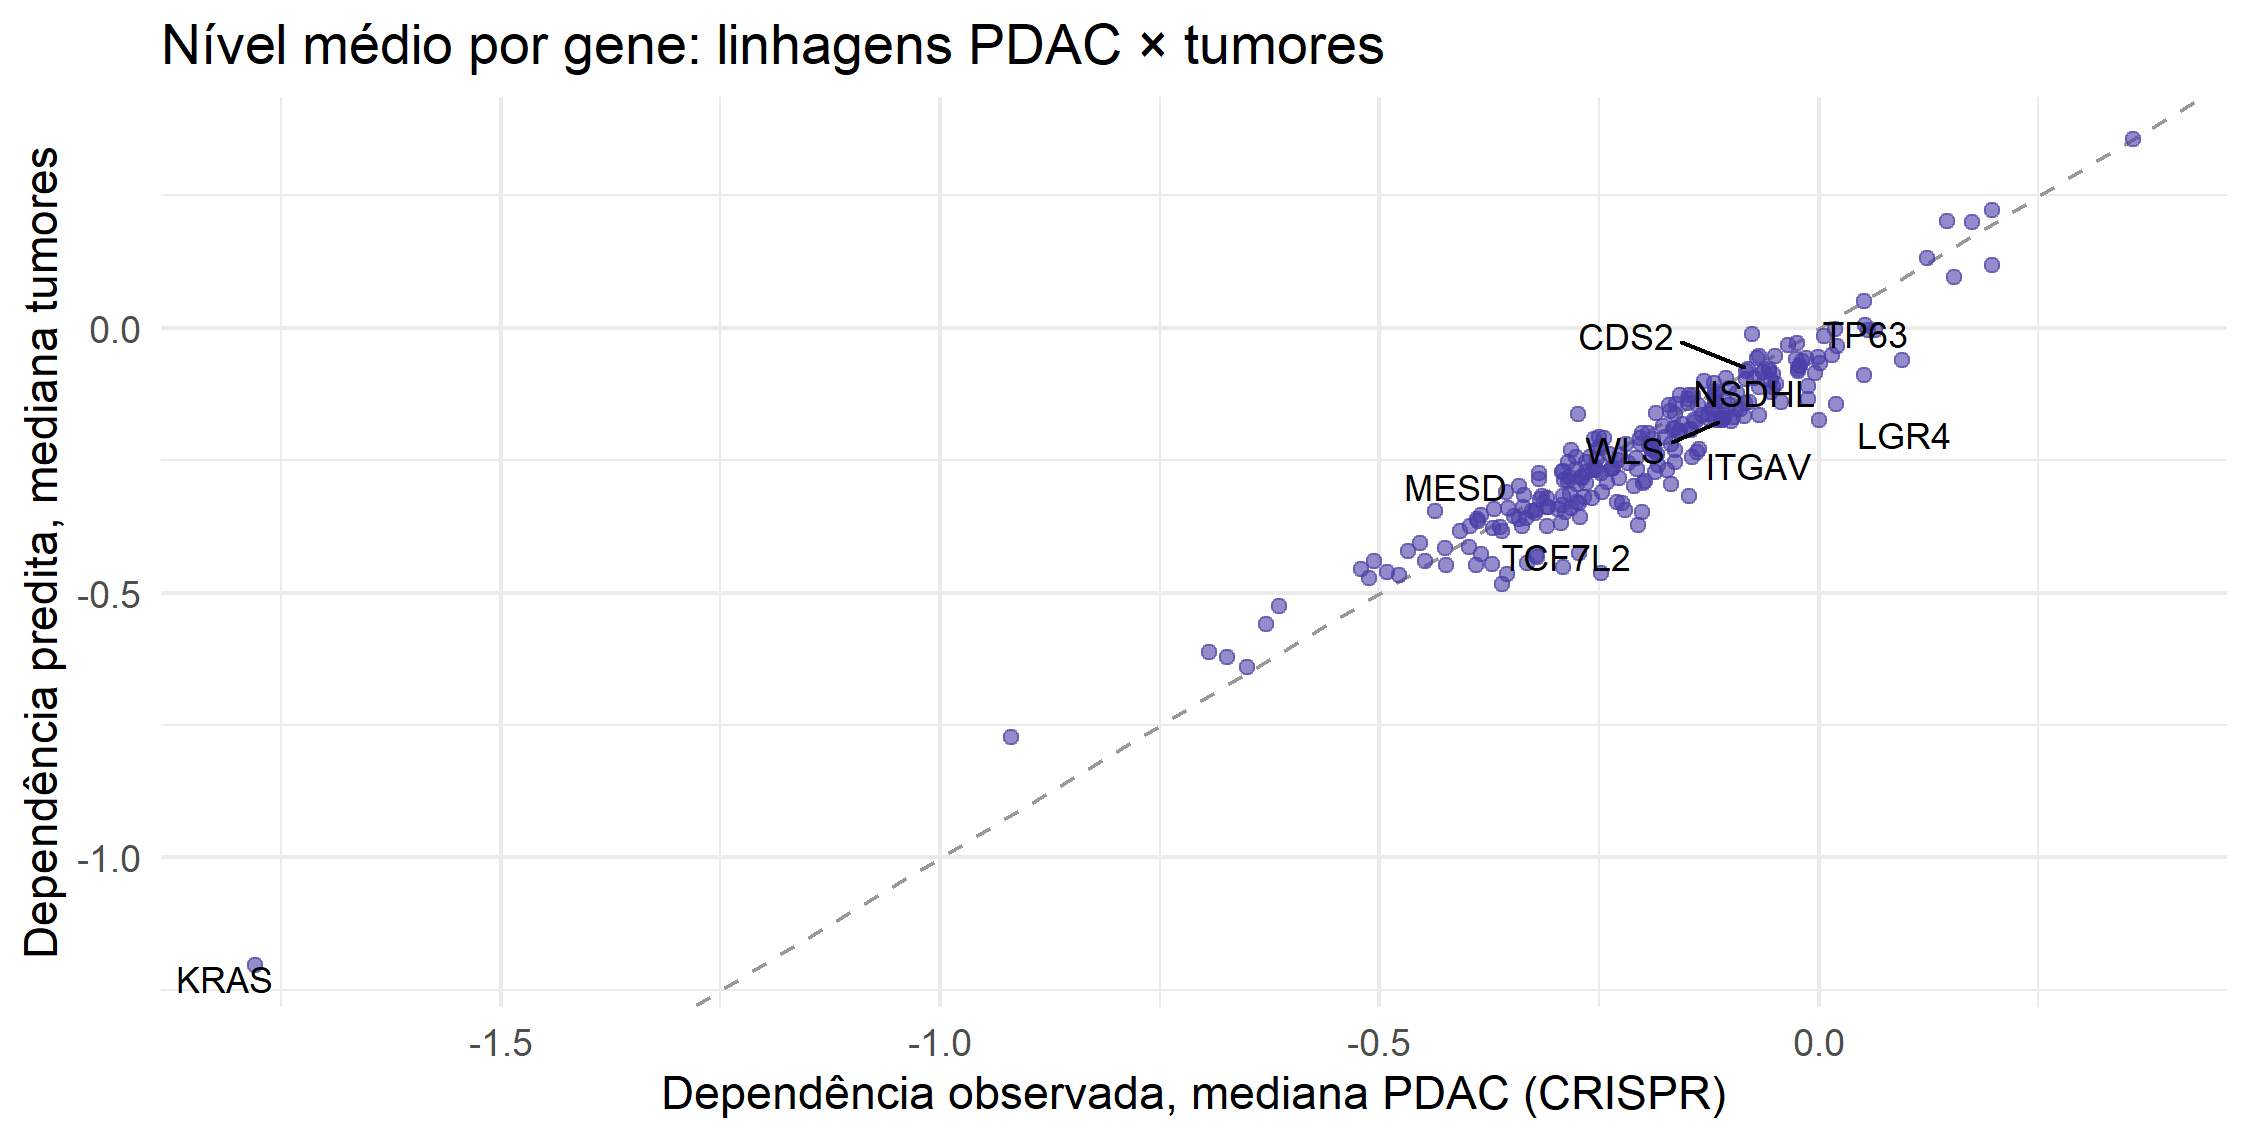 Nível médio por gene: linhagens PDAC × tumores
Dependência predita, mediana tumores
0.0
-0.5
-1.0
CDS2
TP63
NSDHL
WLS
LGR4
ITGAV
MESD
TCF7L2
KRAS
-1.5
-1.0
-0.5
0.0
Dependência observada, mediana PDAC (CRISPR)